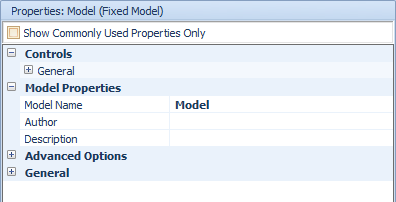 Properties: Model (Fixed Model)
Show Commonly Used Properties Only
Controls
General
Model Properties
Model Name Model
Author
Description
Advanced Options
General